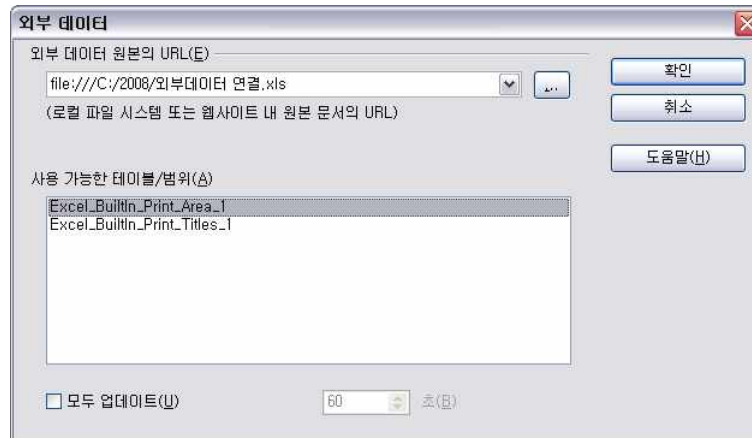 외부 데이터
외부 데이터 원본의 URL(E)
file:///C:/2008/외부데이터 연결.xls
...
(로컬 파일 시스템 또는 웹사이트 내 원본 문서의 URL)
확인
취소
도움말(H)
사용 가능한 테이블/범위(A)
Excel_BuiltIn_Print_Area_1
Excel_BuiltIn_Print_Titles_1
모두 업데이트(U)
60 초(B)